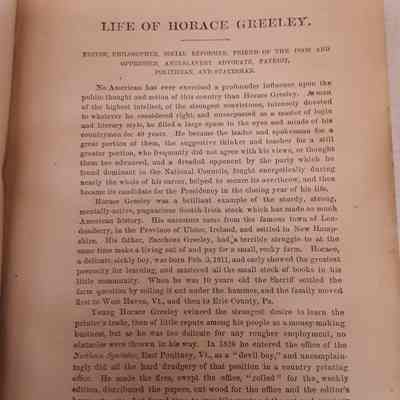 LIFE OF HORACE GREELEY.
EDITOR, PHILOSOPHER, SOCIAL REFORMER, FRIEND OF THE POOR AND
OPPRESSED, ANTI-SLAVERY ADVOCATE, PATRIOT,
POLITICIAN, AND STATESMAN.
No American has ever exercised a profounder influence upon the
public thought and action of this country than Horace Greeley. A man
of the highest intellect, of the strongest convictions, intensely devoted
to whatever he considered right, and unsurpassed as a master of logic
and literary style, he filled a large space in the eyes and minds of his
countrymen for 40 years. He became the leader and spokesman for a
great portion of them, the suggestive thinker and teacher for a still
greater portion, who frequently did not agree with his views, or thought
them too advanced, and a dreaded opponent by the party which he
found dominant in the National Councils, fought energetically during
nearly the whole of his career, helped to secure its overthrow, and then
became its candidate for the Presidency in the closing year of his life.
Horace Greeley was a brilliant example of the sturdy, strong,
mentally-active, pugnacious Scotch-Irish stock which has made so much
American history. His ancestors came from the famous town of Lon-
donderry, in the Province of Ulster, Ireland, and settled in New Hamp-
shire. His father, Zaccheus Greeley, had a terrible struggle to at the
same time make a living out of and pay for a small, rocky farm. Horace,
a delicate, sickly boy, was born Feb. 3, 1811, and early showed the greatest
precosity for learning, and mastered all the small stock of books in his
little community. When he was 10 years old the Sheriff settled the
farm question by selling it out under the hammer, and the family moved
first to West Haven, Vt., and then to Erie County, Pa.
Young Horace Greeley evinced the strongest desire to learn the
printer's trade, then of little repute among his people as a money-making
business, but as he was too delicate for any rougher employment, no
obstacles were thrown in his way. In 1826 he entered the office of the
Northern Spectator, East Poultney, Vt., as a "devil boy," and uncomplain-
ingly did all the hard drudgery of that position in a country printing
office. He made the fires, swept the office, "rolled" for the weekly
edition, distributed the papers, cut wood for the office and the editor's